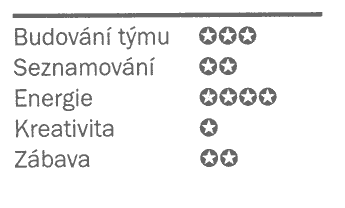 Budování týmu ✪✪✪
Seznamování ✪✪
Energie ✪✪✪✪
Kreativita ✪
Zábava ✪✪